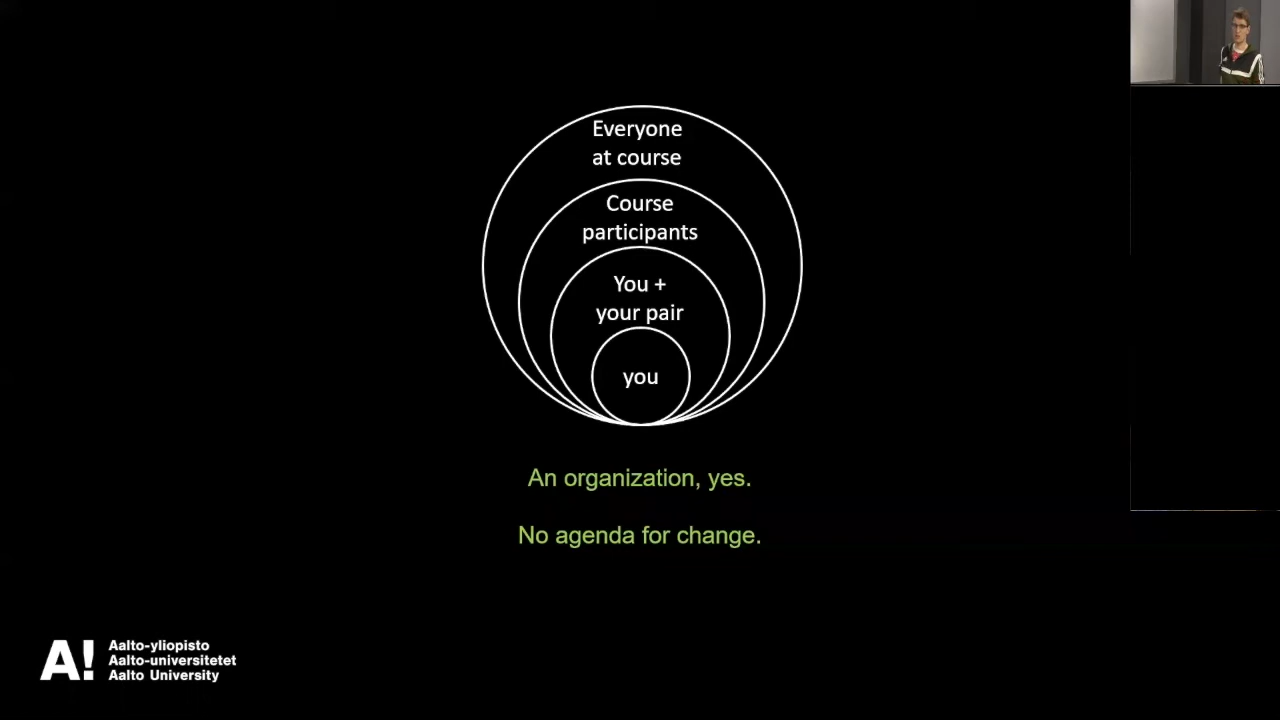 Everyone
at course
Course
participants
You +
your pair
you
An organization, yes.
No agenda for change.
A!
Aalto-yliopisto
Aalto-universitetet
Aalto University